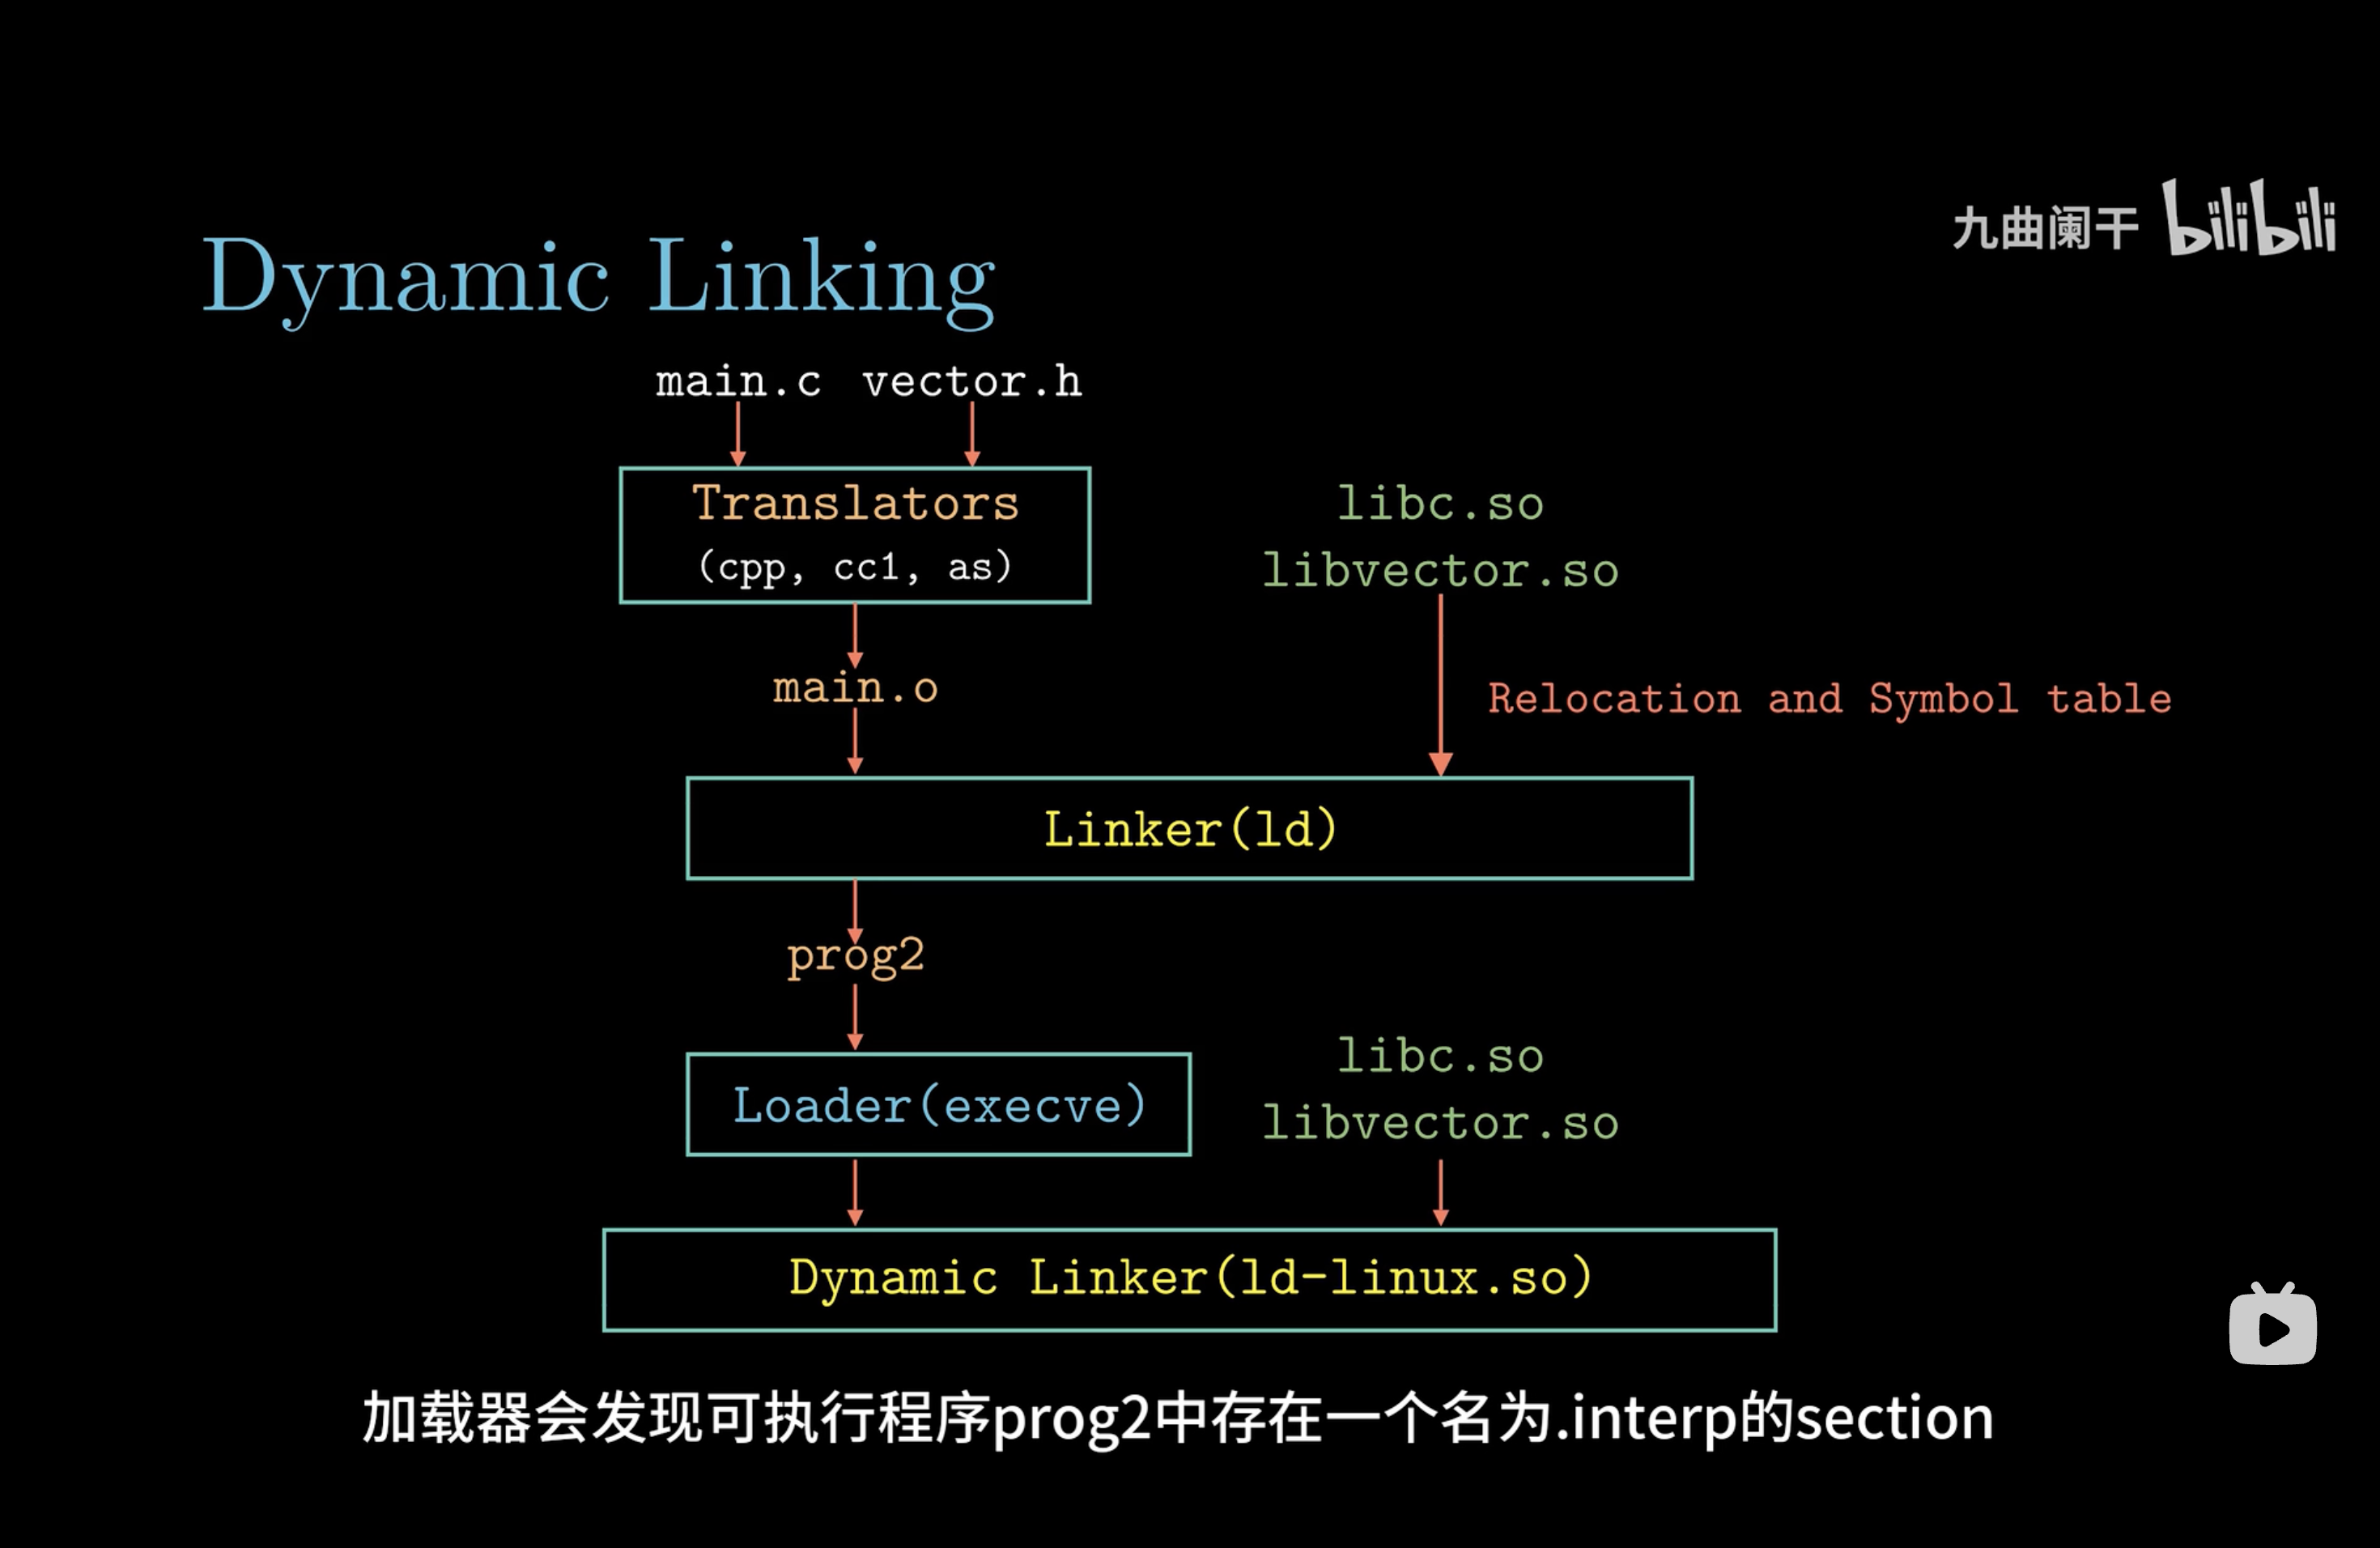 九曲阑干 bilibili
Dynamic Linking
main.c vector.h
Translators
(cpp, cc1, as)
libc.so
libvector.so
main.o
Relocation and Symbol table
Linker(ld)
prog2
Loader(execve)
libc.so
libvector.so
Dynamic Linker(ld-linux.so)
加载器会发现可执行程序prog2中存在一个名为.interp的section